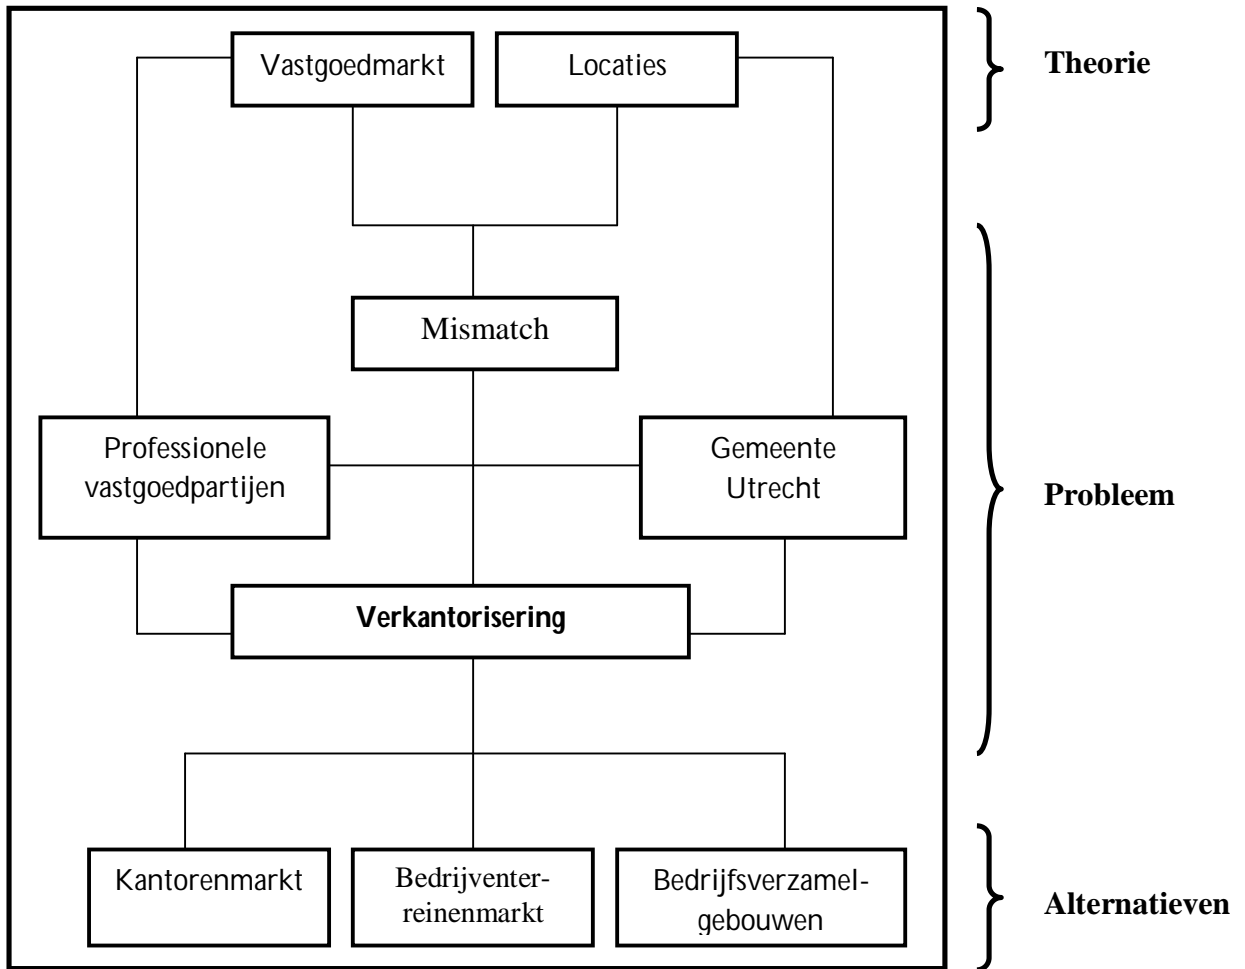 Vastgoedmarkt
Locaties
Theorie
Mismatch
Professionele
vastgoedpartijen
Gemeente
Utrecht
Probleem
Verkantorisering
Kantorenmarkt
Bedrijventer-
reinenmarkt
Bedrijfsverzamel-
gebouwen
Alternatieven